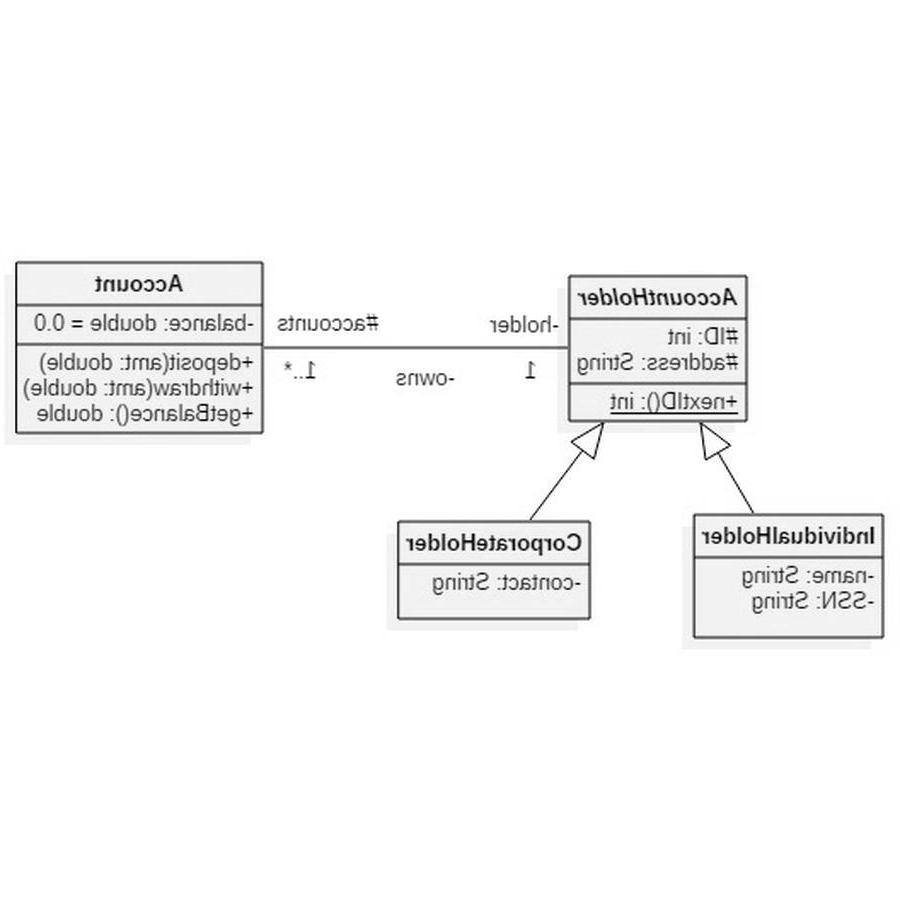 Account
-balance: double = 0.0
+deposit(amt: double)
+withdraw(amt: double)
+getBalance(): double
#accounts
1..*
-owns
-holder
1
AccountHolder
#ID: int
#address: String
+nextID(): int
CorporateHolder
-contact: String
IndividualHolder
-name: String
-SSN: String